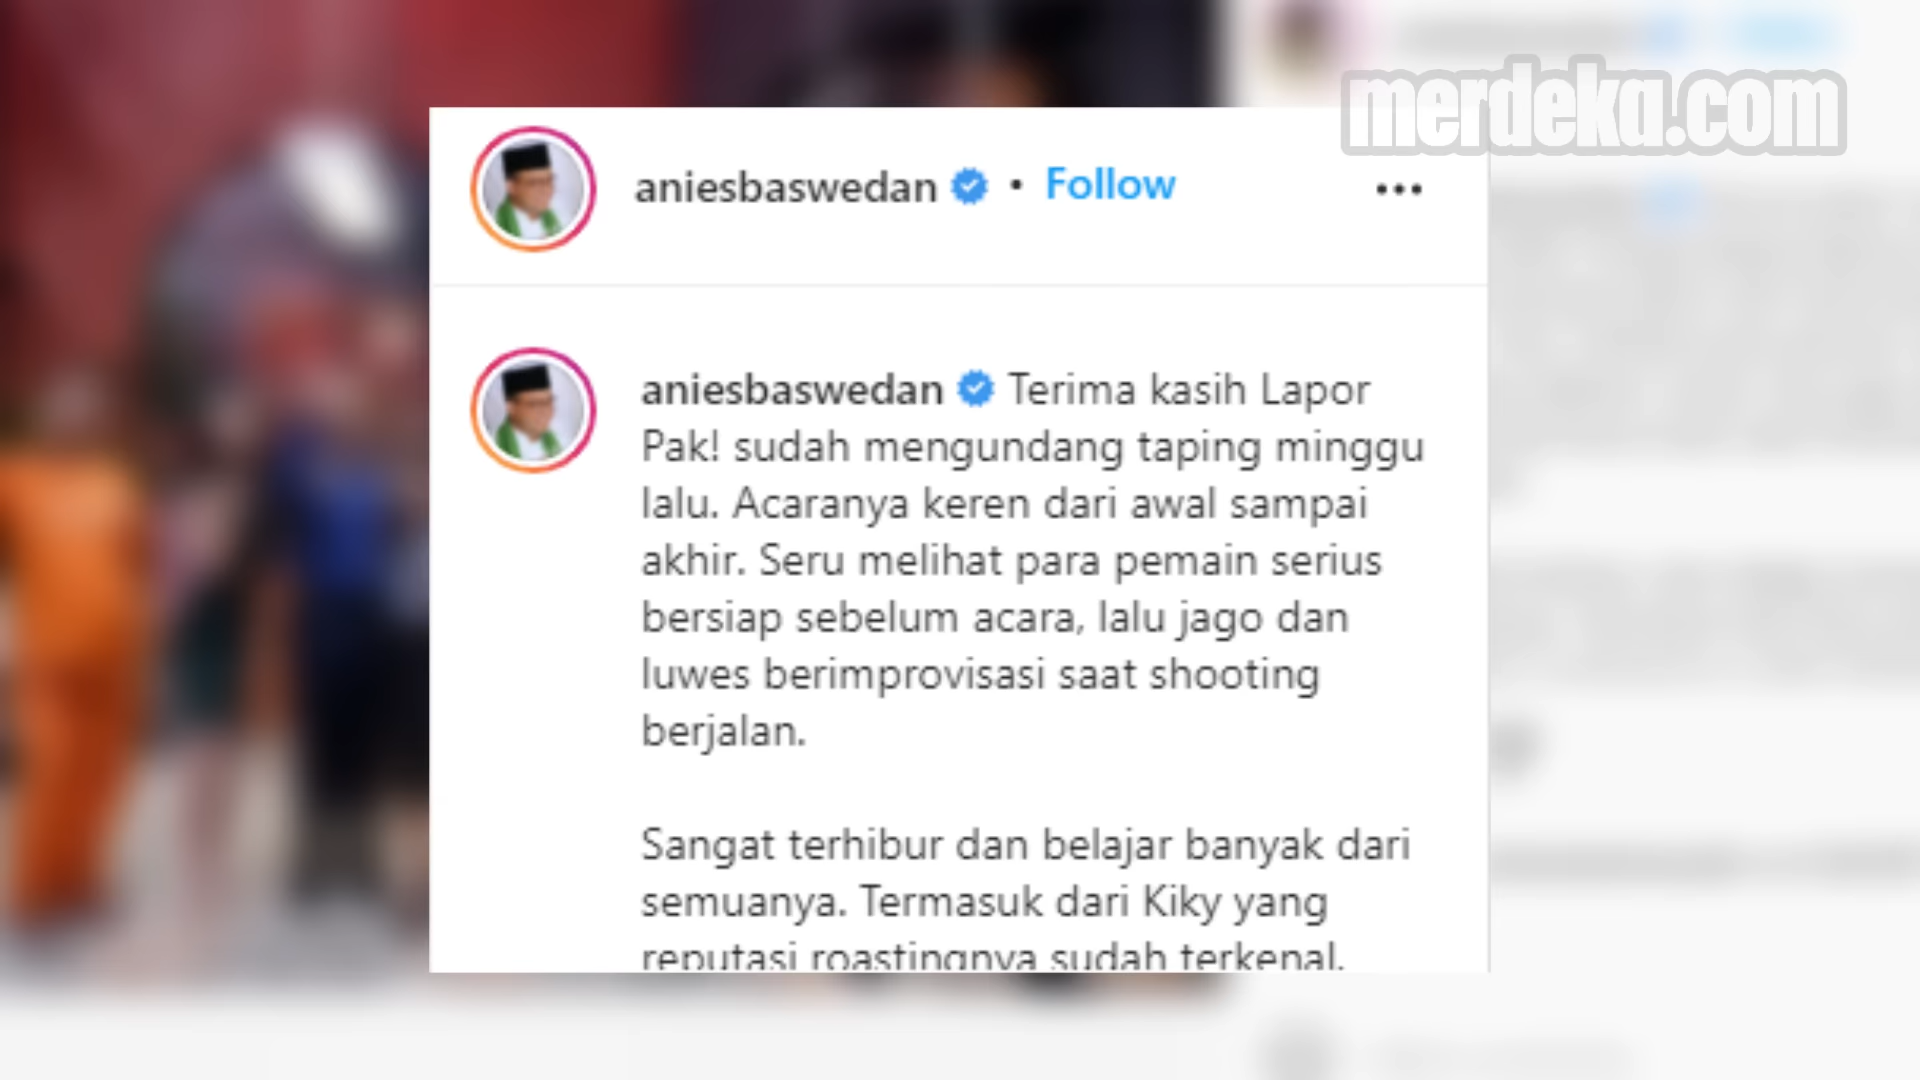 merdeka.com
aniesbaswedan • Follow
aniesbaswedan Terima kasih Lapor
Pak! sudah mengundang taping minggu
lalu. Acaranya keren dari awal sampai
akhir. Seru melihat para pemain serius
bersiap sebelum acara, lalu jago dan
luwes berimprovisasi saat shooting
berjalan.
Sangat terhibur dan belajar banyak dari
semuanya. Termasuk dari Kiky yang
reputasi roastingnya sudah terkenal.